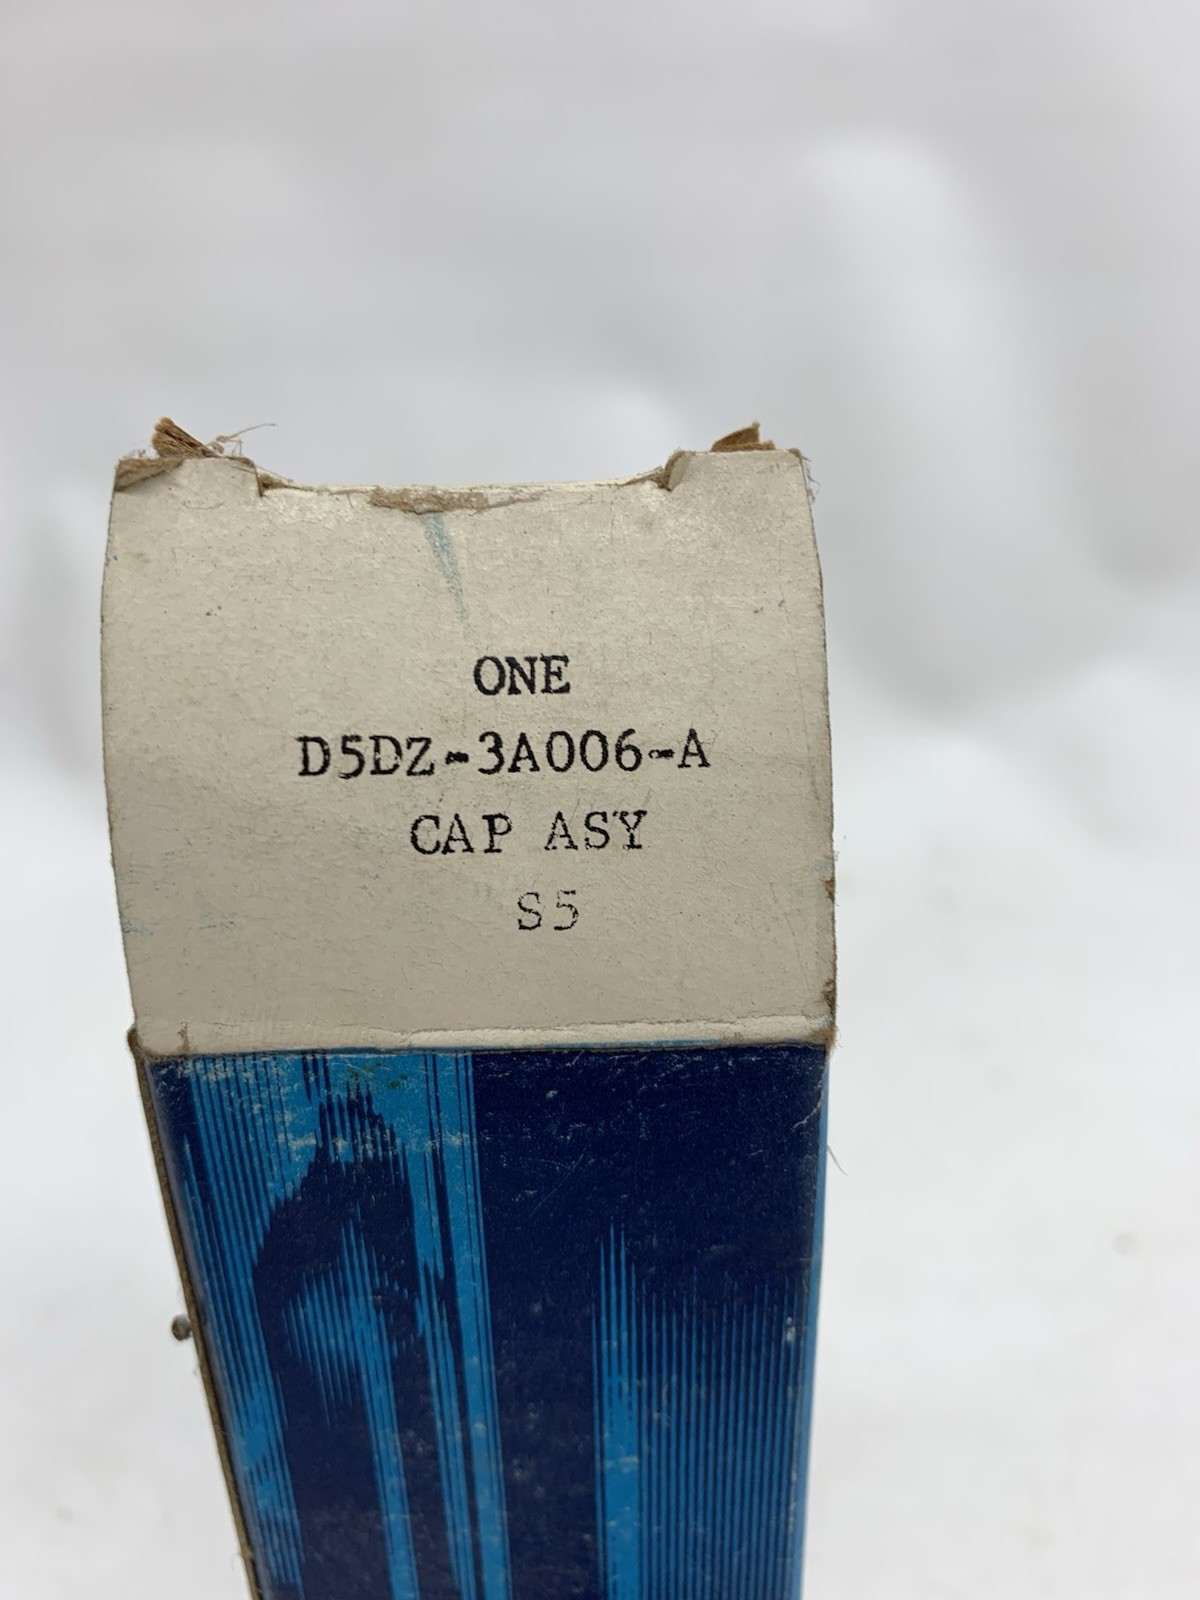 ONE
D5DZ-3A006-A
CAP ASY
S5